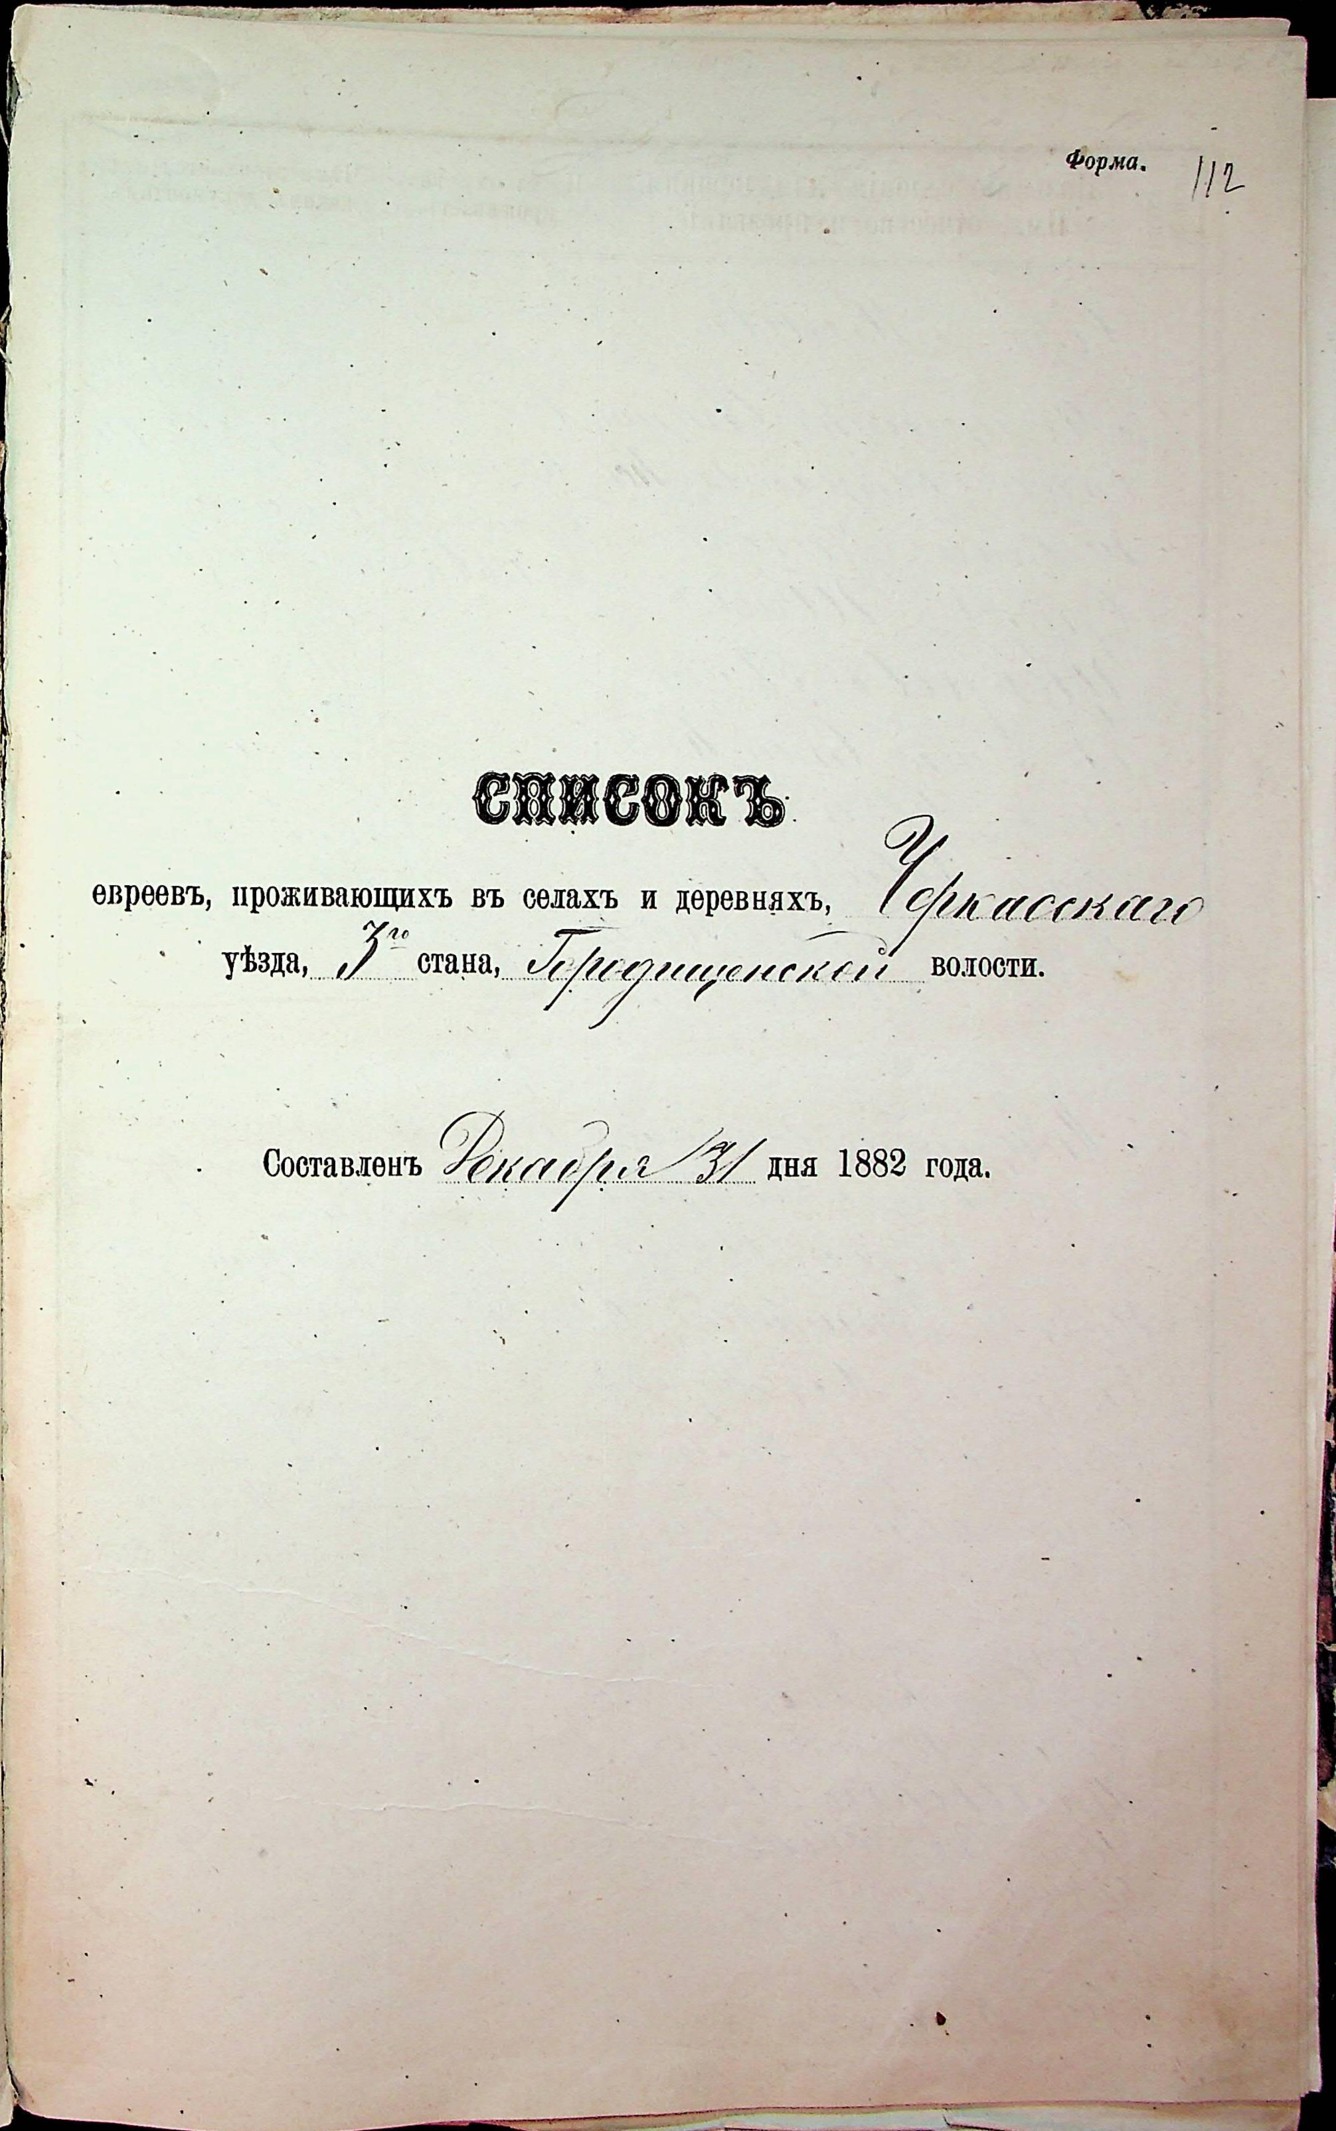 Форма. 112
СПИСОКЪ
евреевъ, проживающихъ въ селахъ и деревняхъ, Черкасскаго
уѣзда, 3го стана, Городищенской волости.
Составленъ Декабря 31 дня 1882 года.